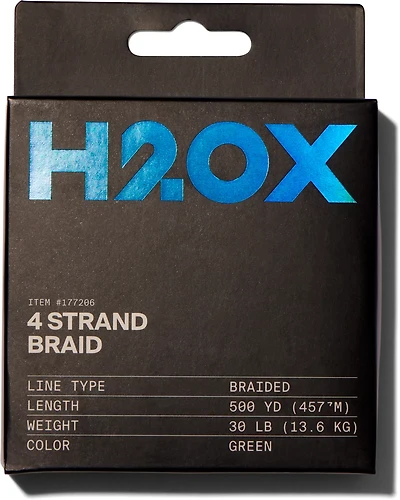 H2OX
ITEM #177206
4 STRAND
BRAID
LINE TYPE BRAIDED
LENGTH 500 YD (457 M)
WEIGHT 30 LB (13.6 KG)
COLOR GREEN